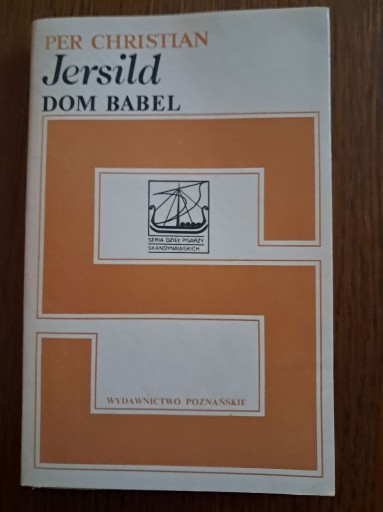 PER CHRISTIAN
Jersild
DOM BABEL
SERIA DZIEŁ PISARZY
SKANDYNAWSKICH
WYDAWNICTWO POZNAŃSKIE